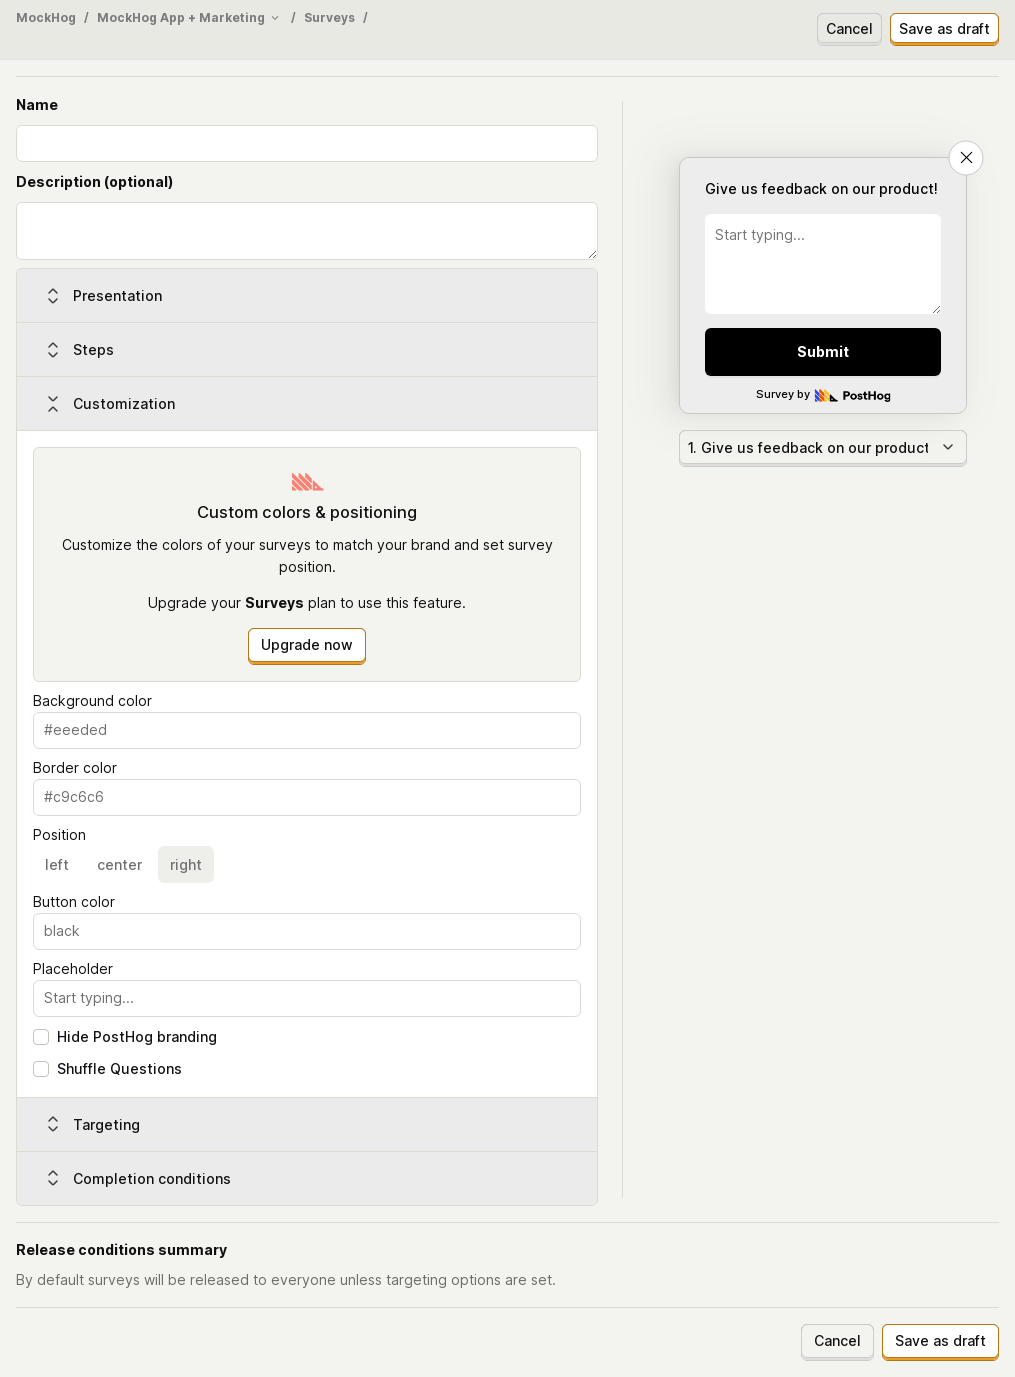 MockHog / MockHog App + Marketing / Surveys /
Cancel
Save as draft
Name
Description (optional)
Presentation
Steps
Customization
Custom colors & positioning
Customize the colors of your surveys to match your brand and set survey
position.
Upgrade your Surveys plan to use this feature.
Upgrade now
Background color
#eeeded
Border color
#c9c6c6
Position
left center right
Button color
black
Placeholder
Start typing...
Hide PostHog branding
Shuffle Questions
Targeting
Completion conditions
Give us feedback on our product!
Start typing...
Submit
Survey by PostHog
1. Give us feedback on our product
Release conditions summary
By default surveys will be released to everyone unless targeting options are set.
Cancel
Save as draft